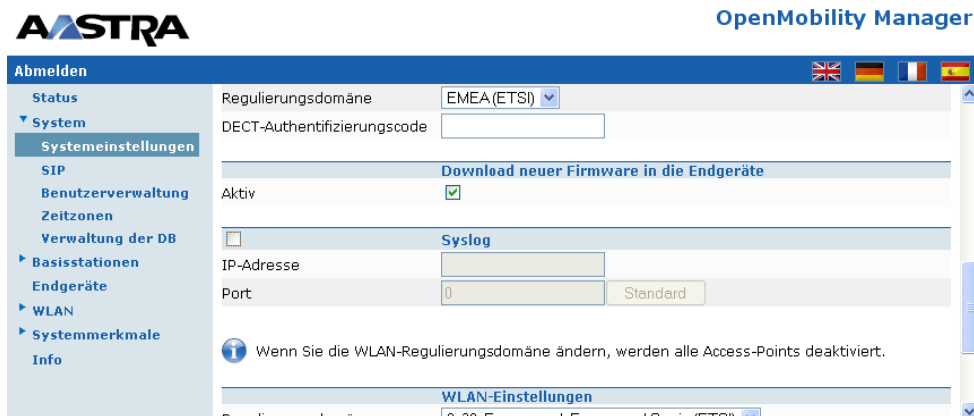 AASTRA
OpenMobility Manager
Abmelden
Status
System
Systemeinstellungen
SIP
Benutzerverwaltung
Zeitzonen
Verwaltung der DB
Basisstationen
Endgeräte
WLAN
Systemmerkmale
Info
Regulierungsdomäne EMEA (ETSI)
DECT-Authentifizierungscode
Download neuer Firmware in die Endgeräte
Aktiv
Syslog
IP-Adresse
Port 0 Standard
Wenn Sie die WLAN-Regulierungsdomäne ändern, werden alle Access-Points deaktiviert.
WLAN-Einstellungen